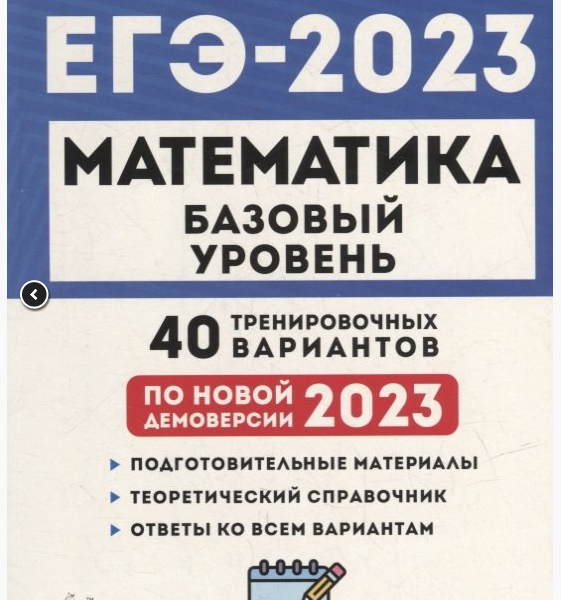 ЕГЭ-2023
МАТЕМАТИКА
БАЗОВЫЙ
УРОВЕНЬ
40 ТРЕНИРОВОЧНЫХ
ВАРИАНТОВ
ПО НОВОЙ
ДЕМОВЕРСИИ 2023
ПОДГОТОВИТЕЛЬНЫЕ МАТЕРИАЛЫ
ТЕОРЕТИЧЕСКИЙ СПРАВОЧНИК
ОТВЕТЫ КО ВСЕМ ВАРИАНТАМ